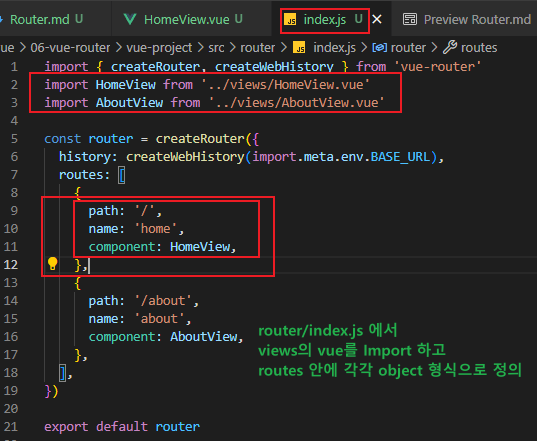 Router.md
HomeView.vue U
JS index.js U
Preview Router.md
vue > 06-vue-router > vue-project > src > router > JS index.js > router > routes
1 import { createRouter, createWebHistory } from 'vue-router'
2 import HomeView from '../views/HomeView.vue'
3 import AboutView from '../views/AboutView.vue'
4
5 const router = createRouter({
6 history: createWebHistory(import.meta.env.BASE_URL),
7 routes: [
8 {
9 path: '/',
10 name: 'home',
11 component: HomeView,
12 },
13 {
14 path: '/about',
15 name: 'about',
16 component: AboutView,
17 },
18 ],
19 })
20
21 export default router
router/index.js 에서
views의 vue를 Import 하고
routes 안에 각각 object 형식으로 정의